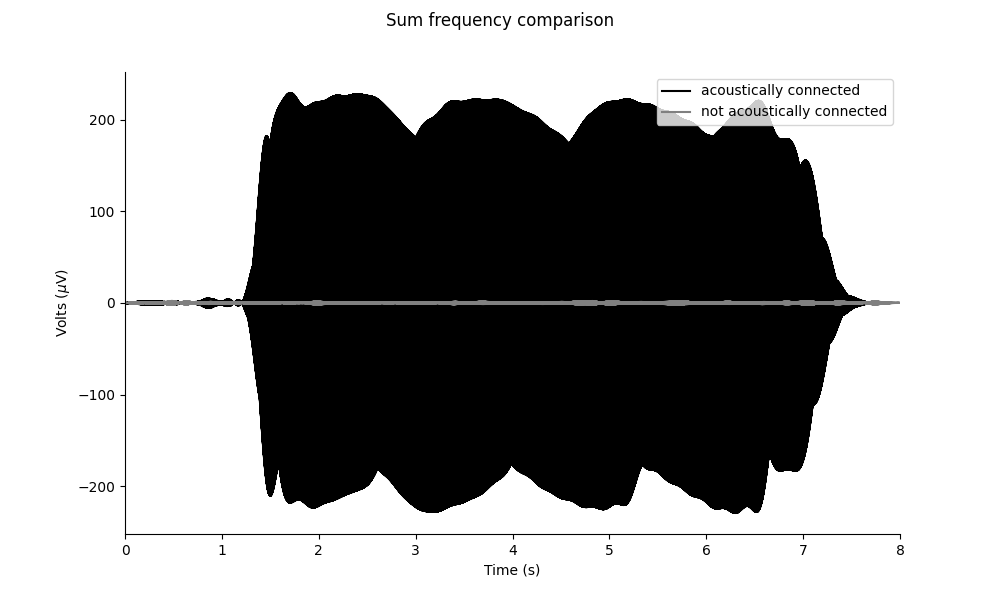 Sum frequency comparison
acoustically connected
not acoustically connected
Volts (μV)
200
100
0
−100
−200
0 1 2 3 4 5 6 7 8
Time (s)